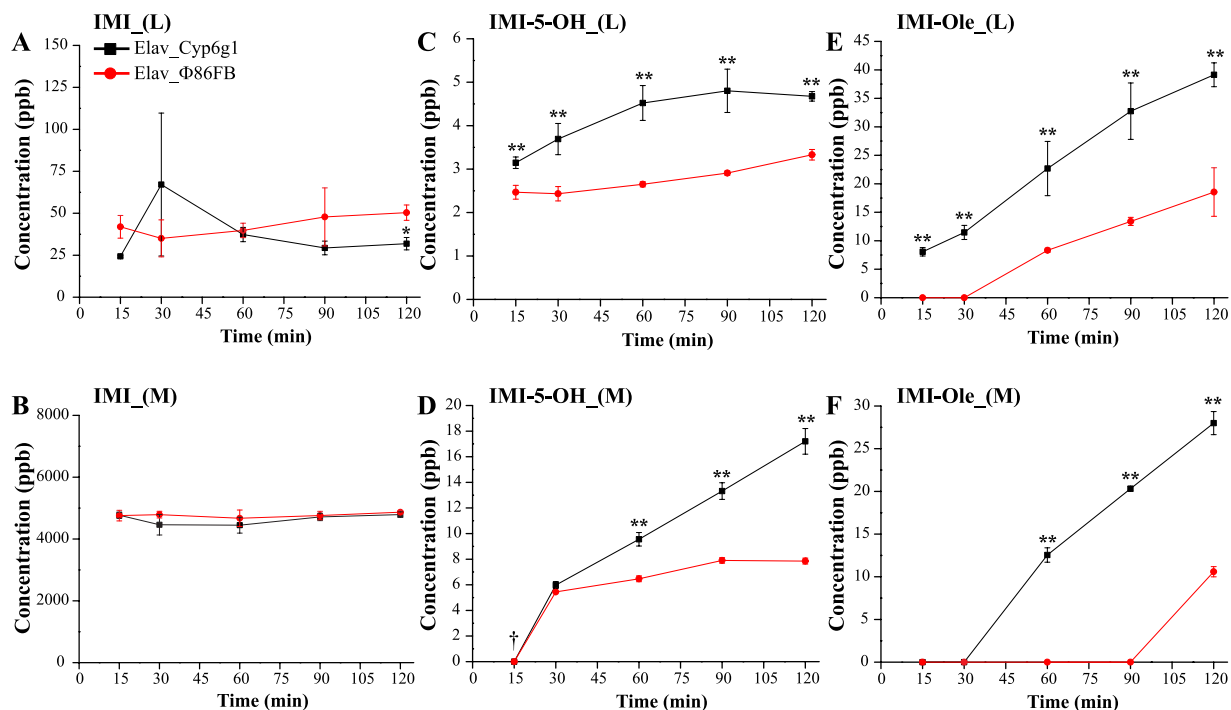 A IMI_(L)
Elav_Cyp6g1
Elav_Φ86FB
Concentration (ppb)
150
125
100
75
50
25
0
*
0 15 30 45 60 75 90 105 120
Time (min)
C IMI-5-OH_(L)
Concentration (ppb)
6
5
4
3
2
1
0
** ** ** ** **
0 15 30 45 60 75 90 105 120
Time (min)
E IMI-Ole_(L)
Concentration (ppb)
45
40
35
30
25
20
15
10
5
0
** ** ** ** **
0 15 30 45 60 75 90 105 120
Time (min)
B IMI_(M)
Concentration (ppb)
8000
6000
4000
2000
0
0 15 30 45 60 75 90 105 120
Time (min)
D IMI-5-OH_(M)
Concentration (ppb)
20
18
16
14
12
10
8
6
4
2
0
† ** ** **
0 15 30 45 60 75 90 105 120
Time (min)
F IMI-Ole_(M)
Concentration (ppb)
30
25
20
15
10
5
0
** ** **
0 15 30 45 60 75 90 105 120
Time (min)